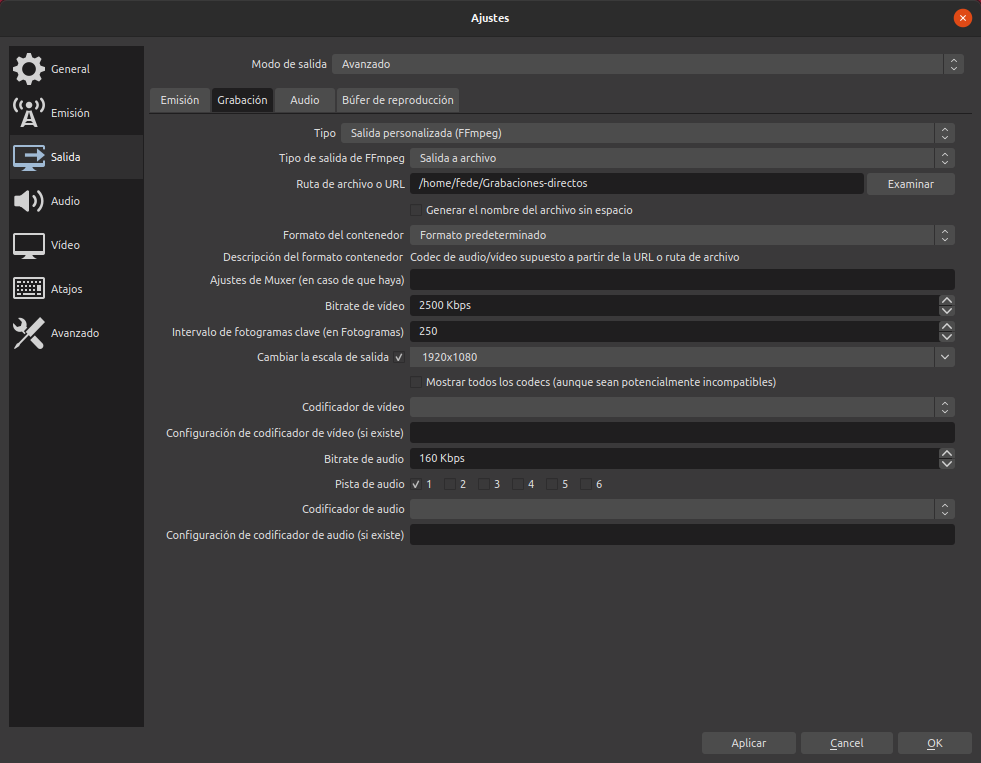 Ajustes
General
Emisión
Salida
Audio
Vídeo
Atajos
Avanzado
Modo de salida Avanzado
Emisión Grabación Audio Búfer de reproducción
Tipo Salida personalizada (FFmpeg)
Tipo de salida de FFmpeg Salida a archivo
Ruta de archivo o URL /home/fede/Grabaciones-directos Examinar
Generar el nombre del archivo sin espacio
Formato del contenedor Formato predeterminado
Descripción del formato contenedor Codec de audio/vídeo supuesto a partir de la URL o ruta de archivo
Ajustes de Muxer (en caso de que haya)
Bitrate de vídeo 2500 Kbps
Intervalo de fotogramas clave (en Fotogramas) 250
Cambiar la escala de salida 1920x1080
Mostrar todos los codecs (aunque sean potencialmente incompatibles)
Codificador de vídeo
Configuración de codificador de vídeo (si existe)
Bitrate de audio 160 Kbps
Pista de audio 1 2 3 4 5 6
Codificador de audio
Configuración de codificador de audio (si existe)
Aplicar Cancel OK